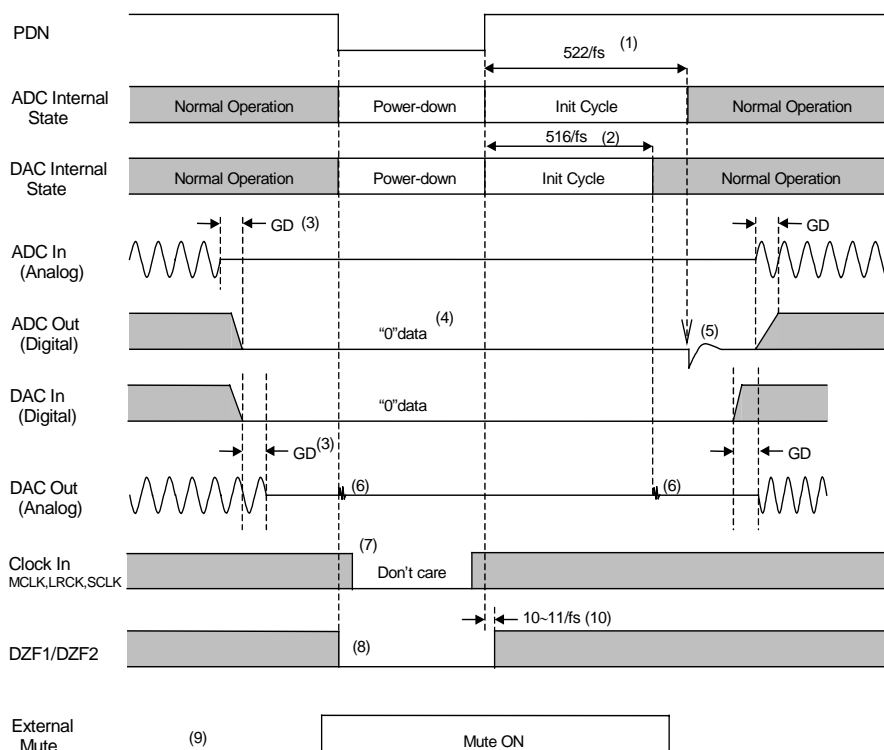 PDN
522/fs (1)
ADC Internal
State
Normal Operation Power-down Init Cycle Normal Operation
516/fs (2)
DAC Internal
State
Normal Operation Power-down Init Cycle Normal Operation
GD (3) GD
ADC In
(Analog)
ADC Out
(Digital)
“0”data (4) (5)
DAC In
(Digital)
“0”data
GD (3) GD
DAC Out
(Analog)
(6) (6)
Clock In
MCLK,LRCK,SCLK
(7) Don't care
10~11/fs (10)
DZF1/DZF2 (8)
External
Mute
(9) Mute ON